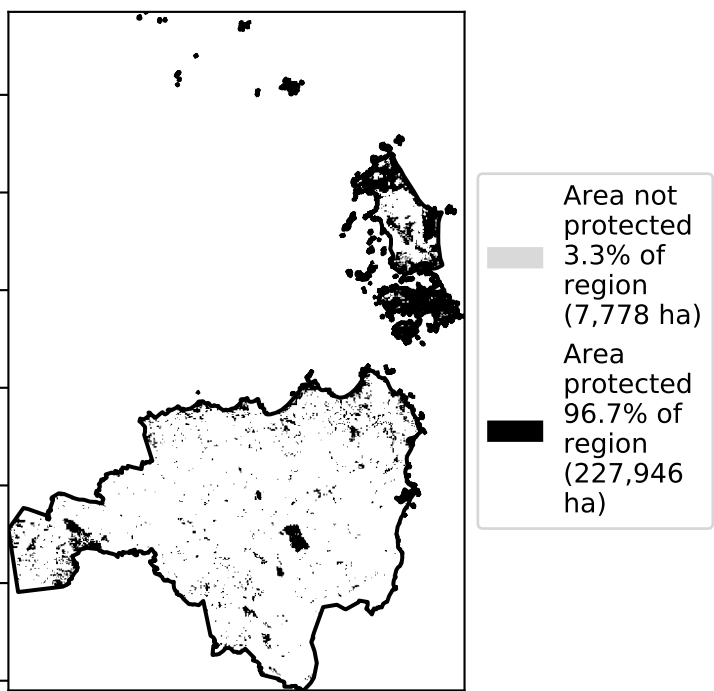 Area not
protected
3.3% of
region
(7,778 ha)
Area
protected
96.7% of
region
(227,946
ha)